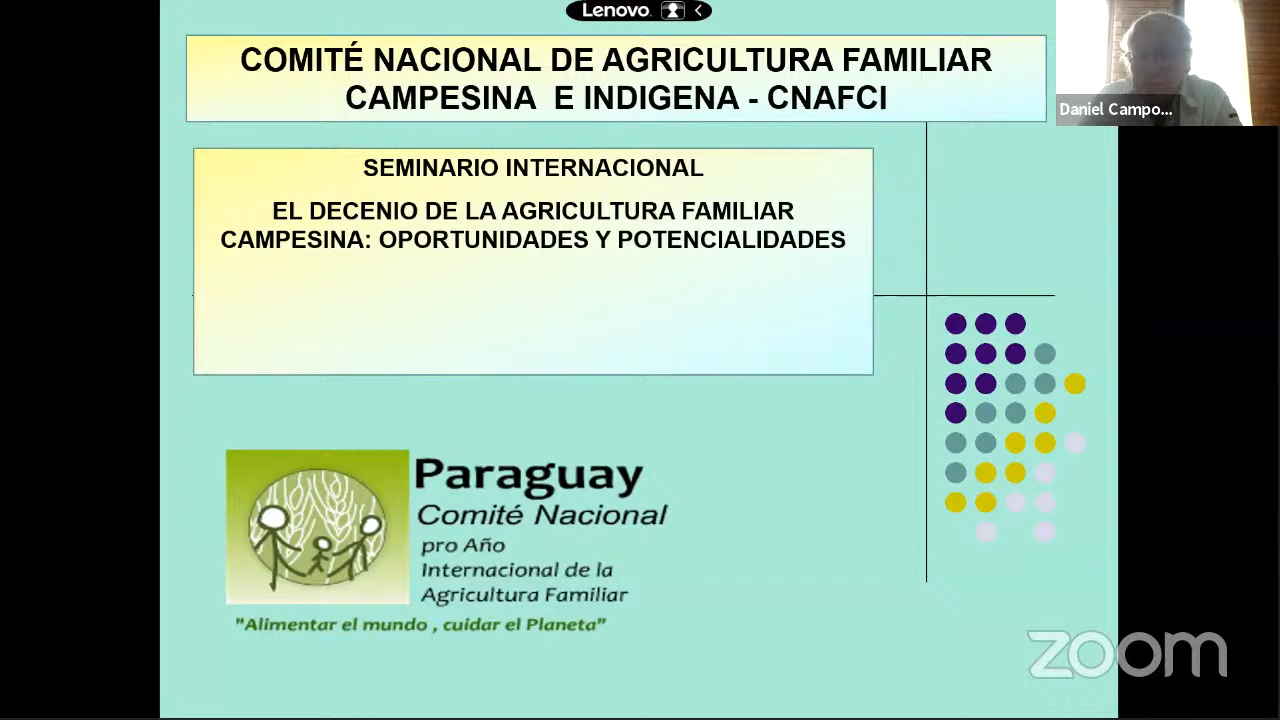 Lenovo
COMITÉ NACIONAL DE AGRICULTURA FAMILIAR
CAMPESINA E INDIGENA - CNAFCI
Daniel Campo...
SEMINARIO INTERNACIONAL
EL DECENIO DE LA AGRICULTURA FAMILIAR
CAMPESINA: OPORTUNIDADES Y POTENCIALIDADES
Paraguay
Comité Nacional
pro Año
Internacional de la
Agricultura Familiar
"Alimentar el mundo , cuidar el Planeta"
zoom